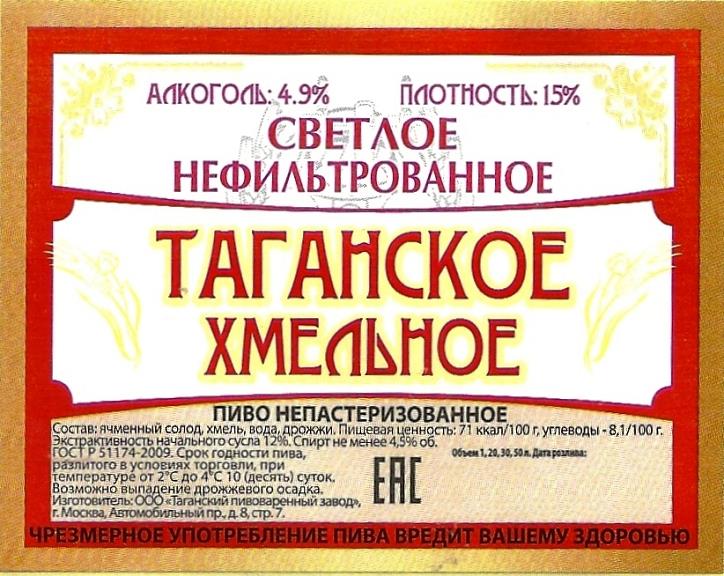 АЛКОГОЛЬ: 4.9% ПЛОТНОСТЬ: 15%
СВЕТЛОЕ
НЕФИЛЬТРОВАННОЕ
ТАГАНСКОЕ
ХМЕЛЬНОЕ
ПИВО НЕПАСТЕРИЗОВАННОЕ
Состав: ячменный солод, хмель, вода, дрожжи. Пищевая ценность: 71 ккал/100 г, углеводы - 8,1/100 г.
Экстрактивность начального сусла 12%. Спирт не менее 4,5% об.
ГОСТ Р 51174-2009. Срок годности пива,
разлитого в условиях торговли, при
температуре от 2°С до 4°С 10 (десять) суток.
Возможно выпадение дрожжевого осадка.
Изготовитель: ООО «Таганский пивоваренный завод»,
г. Москва, Автомобильный пр., д. 8, стр. 7.
Объем 1, 20, 30, 50 л. Дата розлива:
ЕАС
ЧРЕЗМЕРНОЕ УПОТРЕБЛЕНИЕ ПИВА ВРЕДИТ ВАШЕМУ ЗДОРОВЬЮ